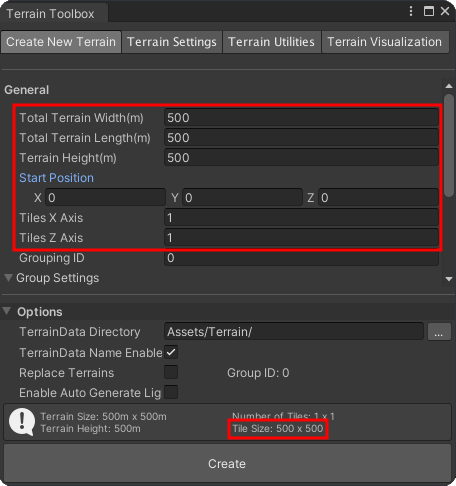 Terrain Toolbox
Create New Terrain Terrain Settings Terrain Utilities Terrain Visualization
General
Total Terrain Width(m) 500
Total Terrain Length(m) 500
Terrain Height(m) 500
Start Position
X 0 Y 0 Z 0
Tiles X Axis 1
Tiles Z Axis 1
Grouping ID 0
Group Settings
Options
TerrainData Directory Assets/Terrain/ ...
TerrainData Name Enable
Replace Terrains Group ID: 0
Enable Auto Generate Lig
Terrain Size: 500m x 500m Number of Tiles: 1 x 1
Terrain Height: 500m Tile Size: 500 x 500
Create